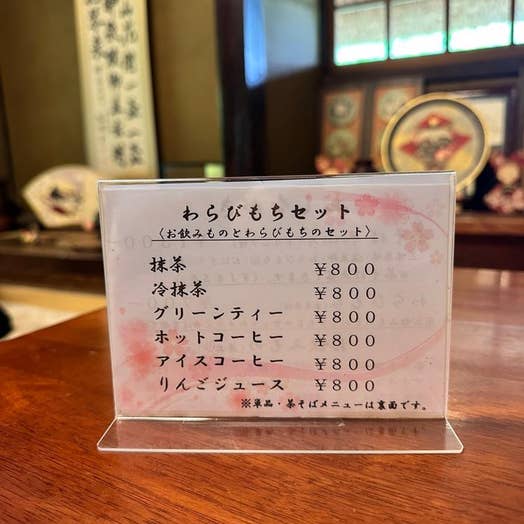 わらびもちセット
〈お飲みものとわらびもちのセット〉
抹茶 ￥800
冷抹茶 ￥800
グリーンティー ￥800
ホットコーヒー ￥800
アイスコーヒー ￥800
りんごジュース ￥800
※単品・茶そばメニューは裏面です。